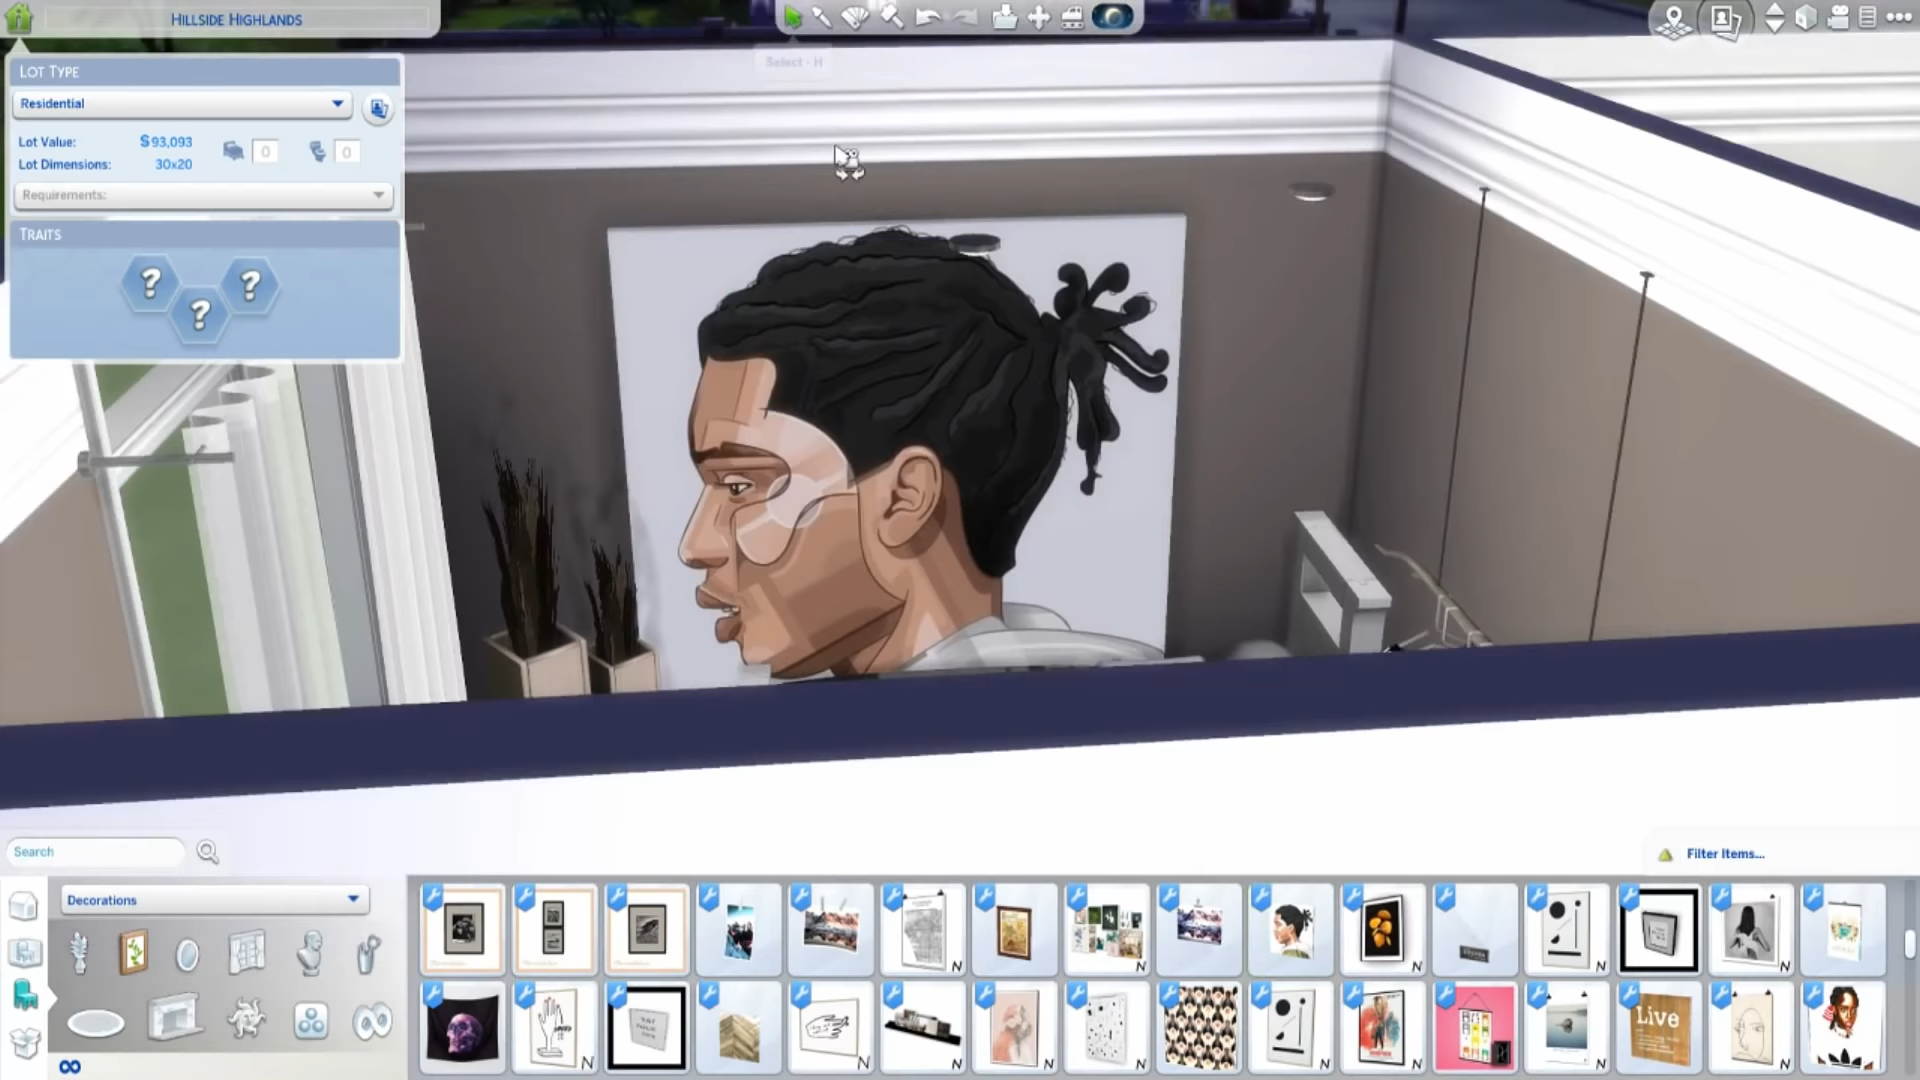 HILLSIDE HIGHLANDS
Select - H
LOT TYPE
Residential
Lot Value: $93,093
0 0
Lot Dimensions: 30x20
Requirements:
TRAITS
? ? ?
Search
Filter Items...
Decorations
Live